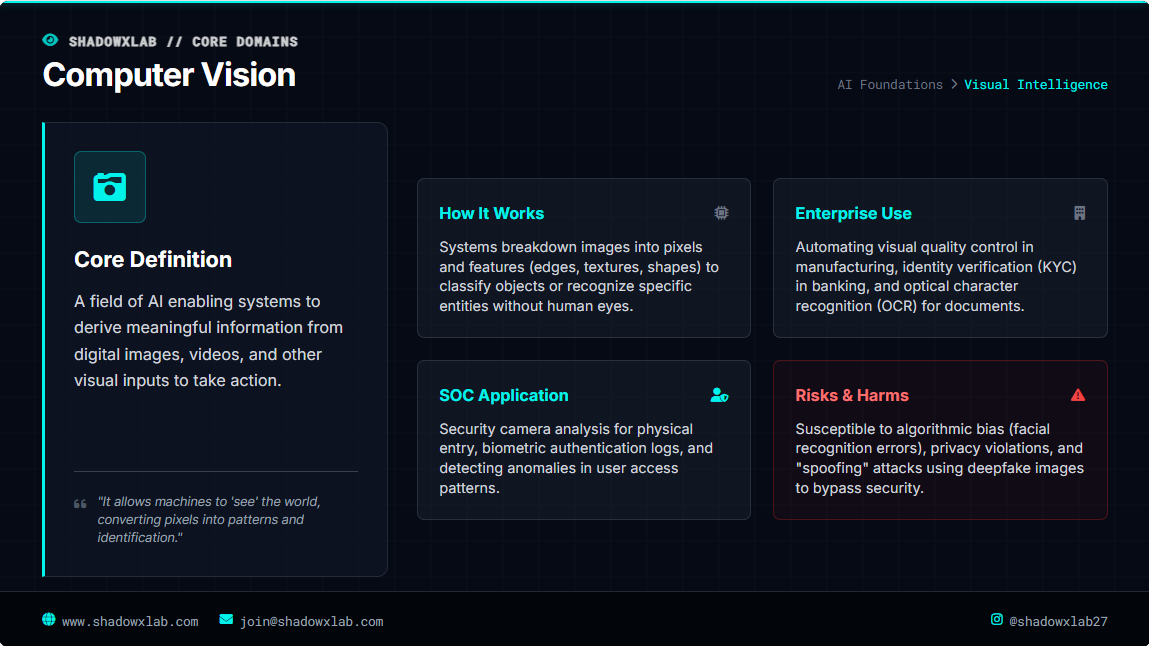 SHADOWXLAB // CORE DOMAINS
Computer Vision
AI Foundations > Visual Intelligence
Core Definition
A field of AI enabling systems to
derive meaningful information from
digital images, videos, and other
visual inputs to take action.
"It allows machines to 'see' the world,
converting pixels into patterns and
identification."
How It Works
Systems breakdown images into pixels
and features (edges, textures, shapes) to
classify objects or recognize specific
entities without human eyes.
Enterprise Use
Automating visual quality control in
manufacturing, identity verification (KYC)
in banking, and optical character
recognition (OCR) for documents.
SOC Application
Security camera analysis for physical
entry, biometric authentication logs, and
detecting anomalies in user access
patterns.
Risks & Harms
Susceptible to algorithmic bias (facial
recognition errors), privacy violations, and
"spoofing" attacks using deepfake images
to bypass security.
www.shadowxlab.com
join@shadowxlab.com
@shadowxlab27